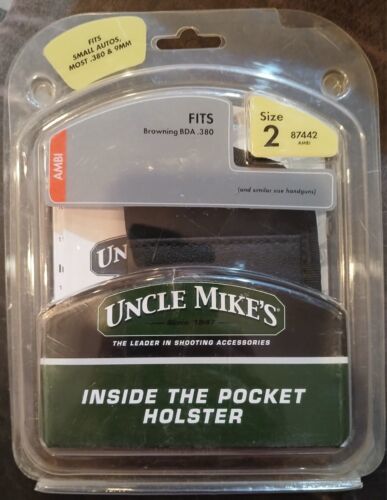 FITS
SMALL AUTOS,
MOST .380 & 9MM
FITS
Browning BDA .380
Size
2
87442
AMBI
AMBI
(and similar size handguns)
UN
M
UNCLE MIKE'S®
Since 1947
THE LEADER IN SHOOTING ACCESSORIES
INSIDE THE POCKET
HOLSTER